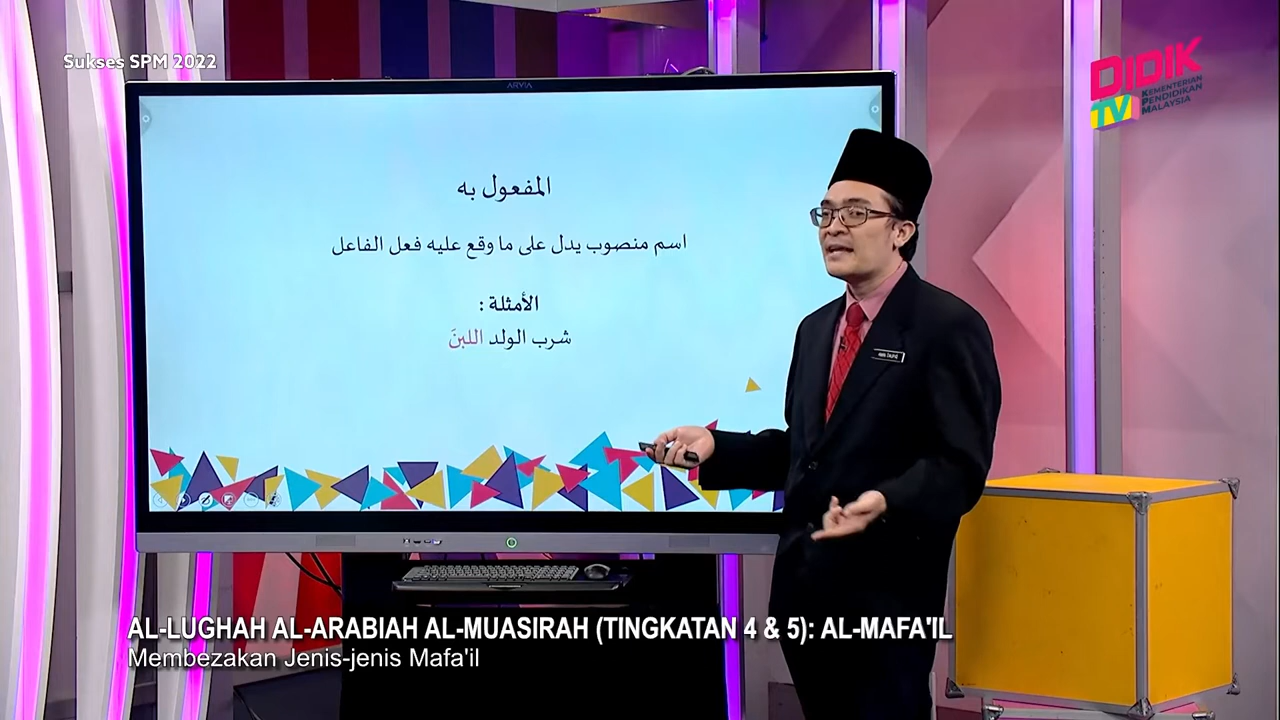 Sukses SPM 2022
DIDIK
TV
KEMENTERIAN
PENDIDIKAN
MALAYSIA
ARVIA
المفعول به
اسم منصوب يدل على ما وقع عليه فعل الفاعل
الأمثلة :
شرب الولد اللبنَ
AL-LUGHAH AL-ARABIAH AL-MUASIRAH (TINGKATAN 4 & 5): AL-MAFA'IL
Membezakan Jenis-jenis Mafa'il